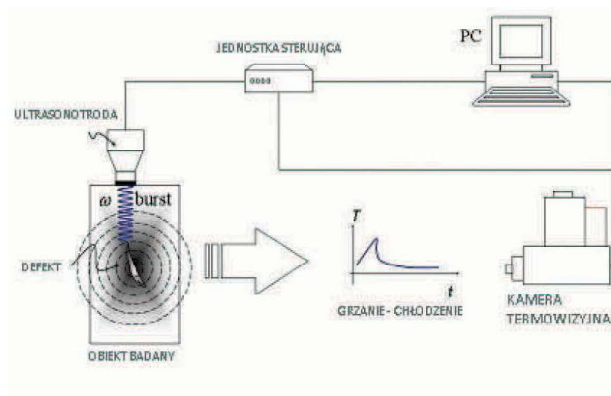 JEDNOSTKA STERUJĄCA
PC
ULTRASONOTRODA
ω burst
DEFEKT
OBIEKT BADANY
T
t
GRZANIE - CHŁODZENIE
KAMERA
TERMOWIZYJNA